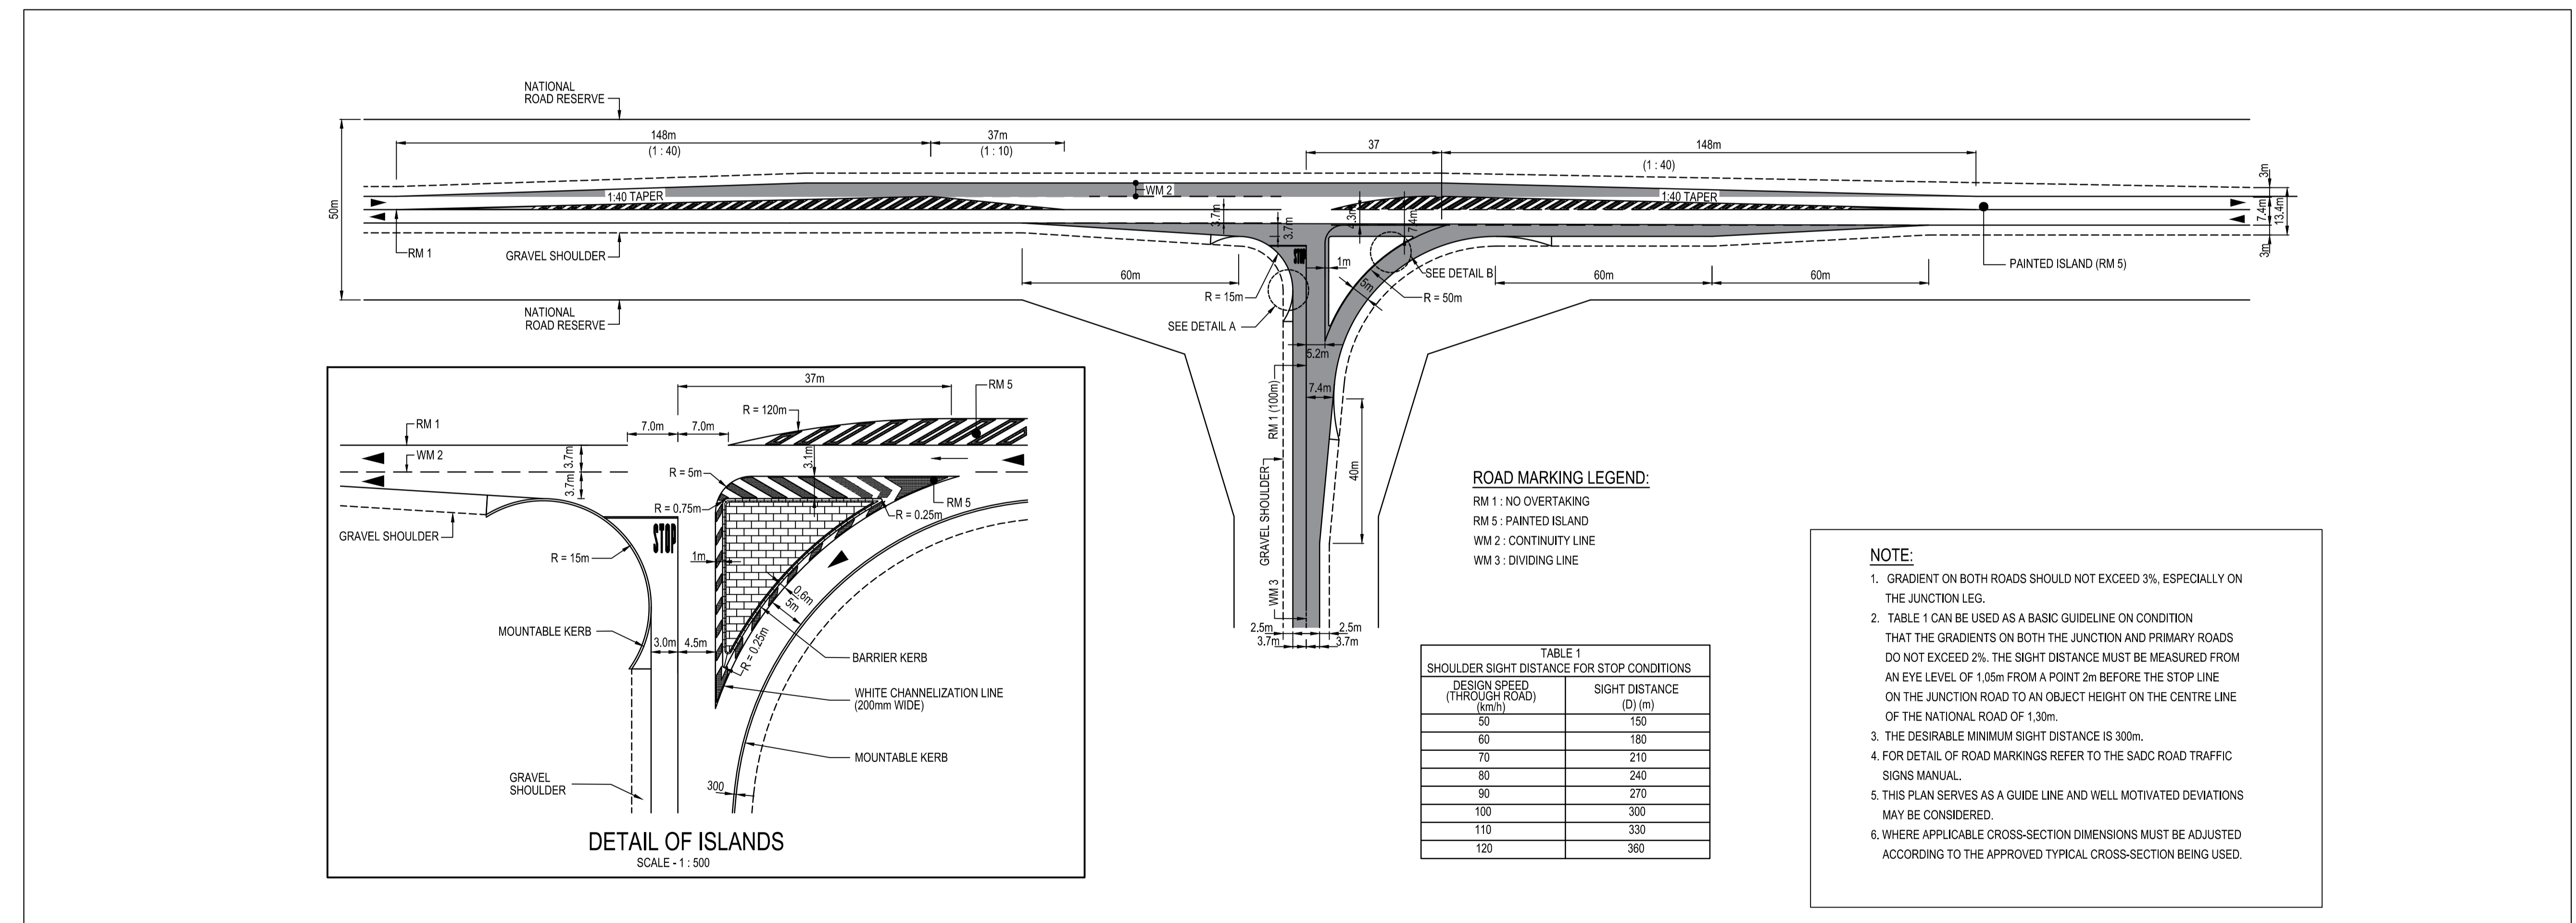 NATIONAL
ROAD RESERVE
148m
(1 : 40)
37m
(1 : 10)
37
148m
(1 : 40)
50m
1:40 TAPER
WM 2
1:40 TAPER
3m
7.4m
13.4m
3m
3.7m
3.7m
4.3m
7.4m
RM 1
GRAVEL SHOULDER
STOP
1m
SEE DETAIL B
PAINTED ISLAND (RM 5)
60m
R = 15m
5m
R = 50m
60m
60m
NATIONAL
ROAD RESERVE
SEE DETAIL A
5.2m
7.4m
RM 1 (100m)
GRAVEL SHOULDER
WM 3
40m
2.5m
2.5m
3.7m
3.7m
37m
RM 5
R = 120m
RM 1
7.0m
7.0m
WM 2
3.7m
3.7m
3.1m
R = 5m
RM 5
R = 0.75m
R = 0.25m
GRAVEL SHOULDER
STOP
R = 15m
1m
0.6m
5m
MOUNTABLE KERB
3.0m
4.5m
R = 0.25m
BARRIER KERB
WHITE CHANNELIZATION LINE
(200mm WIDE)
MOUNTABLE KERB
GRAVEL
SHOULDER
300
DETAIL OF ISLANDS
SCALE - 1 : 500
ROAD MARKING LEGEND:
RM 1 : NO OVERTAKING
RM 5 : PAINTED ISLAND
WM 2 : CONTINUITY LINE
WM 3 : DIVIDING LINE
TABLE 1
SHOULDER SIGHT DISTANCE FOR STOP CONDITIONS
DESIGN SPEED
(THROUGH ROAD)
(km/h)
SIGHT DISTANCE
(D) (m)
50 150
60 180
70 210
80 240
90 270
100 300
110 330
120 360
NOTE:
1. GRADIENT ON BOTH ROADS SHOULD NOT EXCEED 3%, ESPECIALLY ON
THE JUNCTION LEG.
2. TABLE 1 CAN BE USED AS A BASIC GUIDELINE ON CONDITION
THAT THE GRADIENTS ON BOTH THE JUNCTION AND PRIMARY ROADS
DO NOT EXCEED 2%. THE SIGHT DISTANCE MUST BE MEASURED FROM
AN EYE LEVEL OF 1,05m FROM A POINT 2m BEFORE THE STOP LINE
ON THE JUNCTION ROAD TO AN OBJECT HEIGHT ON THE CENTRE LINE
OF THE NATIONAL ROAD OF 1,30m.
3. THE DESIRABLE MINIMUM SIGHT DISTANCE IS 300m.
4. FOR DETAIL OF ROAD MARKINGS REFER TO THE SADC ROAD TRAFFIC
SIGNS MANUAL.
5. THIS PLAN SERVES AS A GUIDE LINE AND WELL MOTIVATED DEVIATIONS
MAY BE CONSIDERED.
6. WHERE APPLICABLE CROSS-SECTION DIMENSIONS MUST BE ADJUSTED
ACCORDING TO THE APPROVED TYPICAL CROSS-SECTION BEING USED.